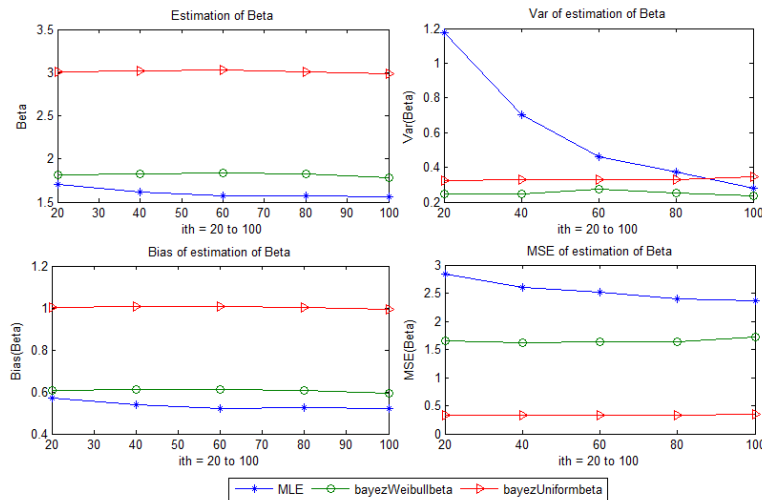 Estimation of Beta
3.5
3
2.5
2
1.5
Beta
20 30 40 50 60 70 80 90 100
ith = 20 to 100
Var of estimation of Beta
1.2
1
0.8
0.6
0.4
0.2
Var(Beta)
20 40 60 80 100
ith = 20 to 100
Bias of estimation of Beta
1.2
1
0.8
0.6
0.4
Bias(Beta)
20 30 40 50 60 70 80 90 100
ith = 20 to 100
MSE of estimation of Beta
3
2.5
2
1.5
1
0.5
0
MSE(Beta)
20 30 40 50 60 70 80 90 100
ith = 20 to 100
MLE bayezWeibullbeta bayezUniformbeta